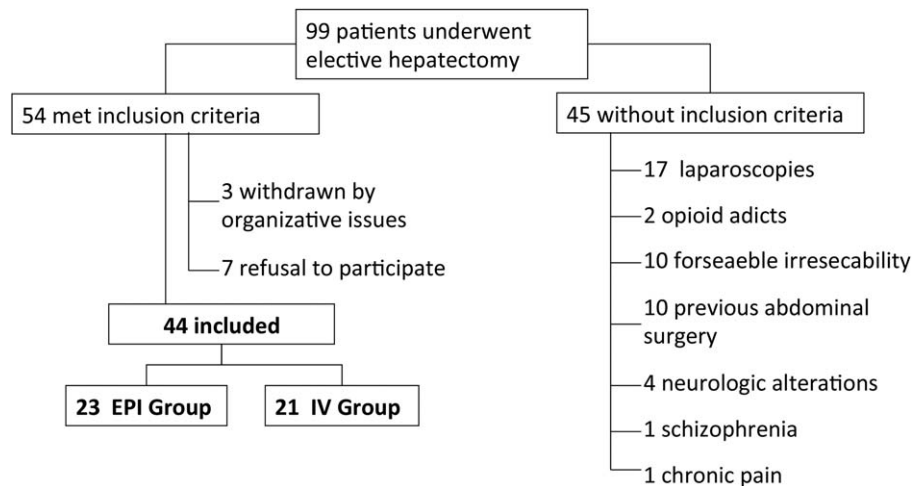 99 patients underwent
elective hepatectomy
54 met inclusion criteria
3 withdrawn by
organizative issues
7 refusal to participate
44 included
23 EPI Group
21 IV Group
45 without inclusion criteria
17 laparoscopies
2 opioid adicts
10 forseaeble irresecability
10 previous abdominal
surgery
4 neurologic alterations
1 schizophrenia
1 chronic pain